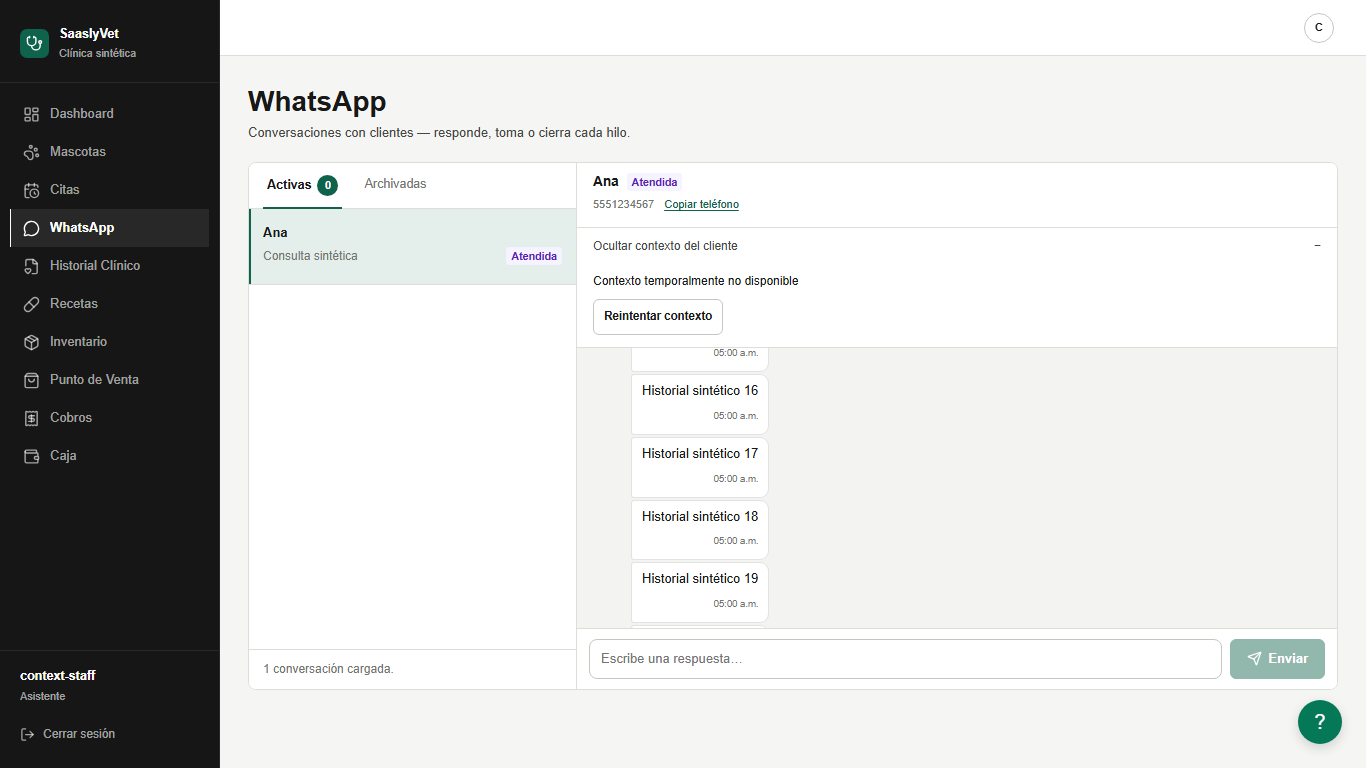 SaaslyVet
Clínica sintética
Dashboard
Mascotas
Citas
WhatsApp
Historial Clínico
Recetas
Inventario
Punto de Venta
Cobros
Caja
context-staff
Asistente
Cerrar sesión
C
WhatsApp
Conversaciones con clientes — responde, toma o cierra cada hilo.
Activas 0 Archivadas
Ana
Consulta sintética Atendida
1 conversación cargada.
Ana Atendida
5551234567 Copiar teléfono
Ocultar contexto del cliente −
Contexto temporalmente no disponible
Reintentar contexto
05:00 a.m.
Historial sintético 16
05:00 a.m.
Historial sintético 17
05:00 a.m.
Historial sintético 18
05:00 a.m.
Historial sintético 19
05:00 a.m.
Escribe una respuesta… Enviar
?